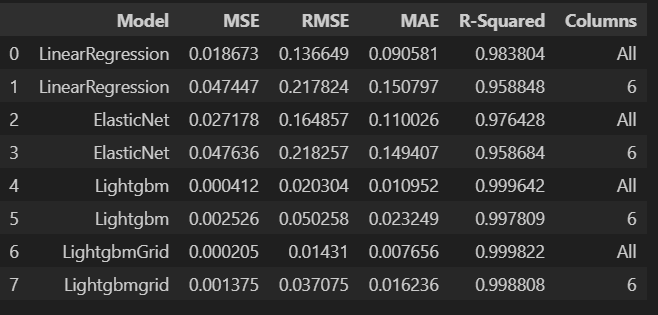 Model MSE RMSE MAE R-Squared Columns
0 LinearRegression 0.018673 0.136649 0.090581 0.983804 All
1 LinearRegression 0.047447 0.217824 0.150797 0.958848 6
2 ElasticNet 0.027178 0.164857 0.110026 0.976428 All
3 ElasticNet 0.047636 0.218257 0.149407 0.958684 6
4 Lightgbm 0.000412 0.020304 0.010952 0.999642 All
5 Lightgbm 0.002526 0.050258 0.023249 0.997809 6
6 LightgbmGrid 0.000205 0.01431 0.007656 0.999822 All
7 Lightgbmgrid 0.001375 0.037075 0.016236 0.998808 6